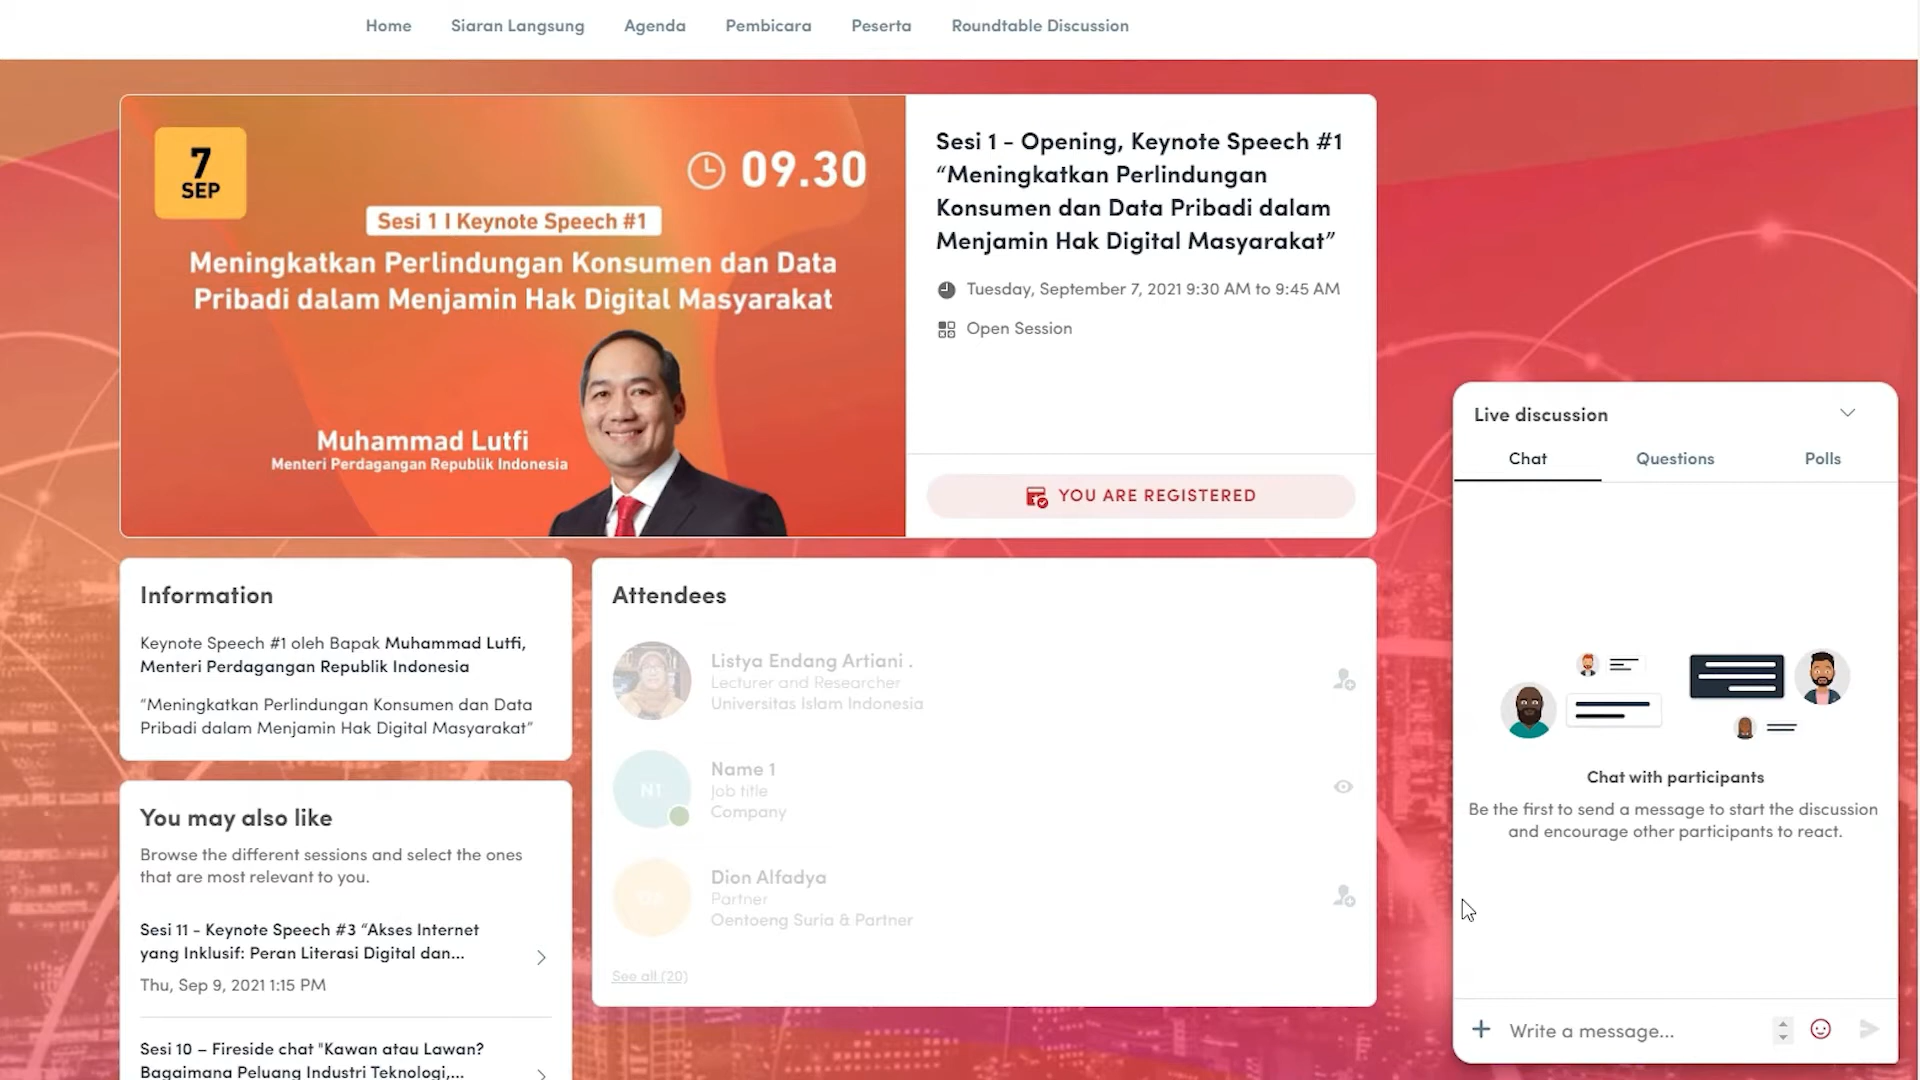 Home Siaran Langsung Agenda Pembicara Peserta Roundtable Discussion
7
SEP
09.30
Sesi 1 I Keynote Speech #1
Meningkatkan Perlindungan Konsumen dan Data
Pribadi dalam Menjamin Hak Digital Masyarakat
Muhammad Lutfi
Menteri Perdagangan Republik Indonesia
Sesi 1 - Opening, Keynote Speech #1
“Meningkatkan Perlindungan
Konsumen dan Data Pribadi dalam
Menjamin Hak Digital Masyarakat”
Tuesday, September 7, 2021 9:30 AM to 9:45 AM
Open Session
YOU ARE REGISTERED
Information
Keynote Speech #1 oleh Bapak Muhammad Lutfi,
Menteri Perdagangan Republik Indonesia
“Meningkatkan Perlindungan Konsumen dan Data
Pribadi dalam Menjamin Hak Digital Masyarakat”
You may also like
Browse the different sessions and select the ones
that are most relevant to you.
Sesi 11 - Keynote Speech #3 “Akses Internet
yang Inklusif: Peran Literasi Digital dan...
Thu, Sep 9, 2021 1:15 PM
Sesi 10 – Fireside chat "Kawan atau Lawan?
Bagaimana Peluang Industri Teknologi,...
Attendees
Listya Endang Artiani .
Lecturer and Researcher
Universitas Islam Indonesia
N1
Name 1
Job title
Company
Dion Alfadya
Partner
Oentoeng Suria & Partner
See all (20)
Live discussion
Chat Questions Polls
Chat with participants
Be the first to send a message to start the discussion
and encourage other participants to react.
Write a message...